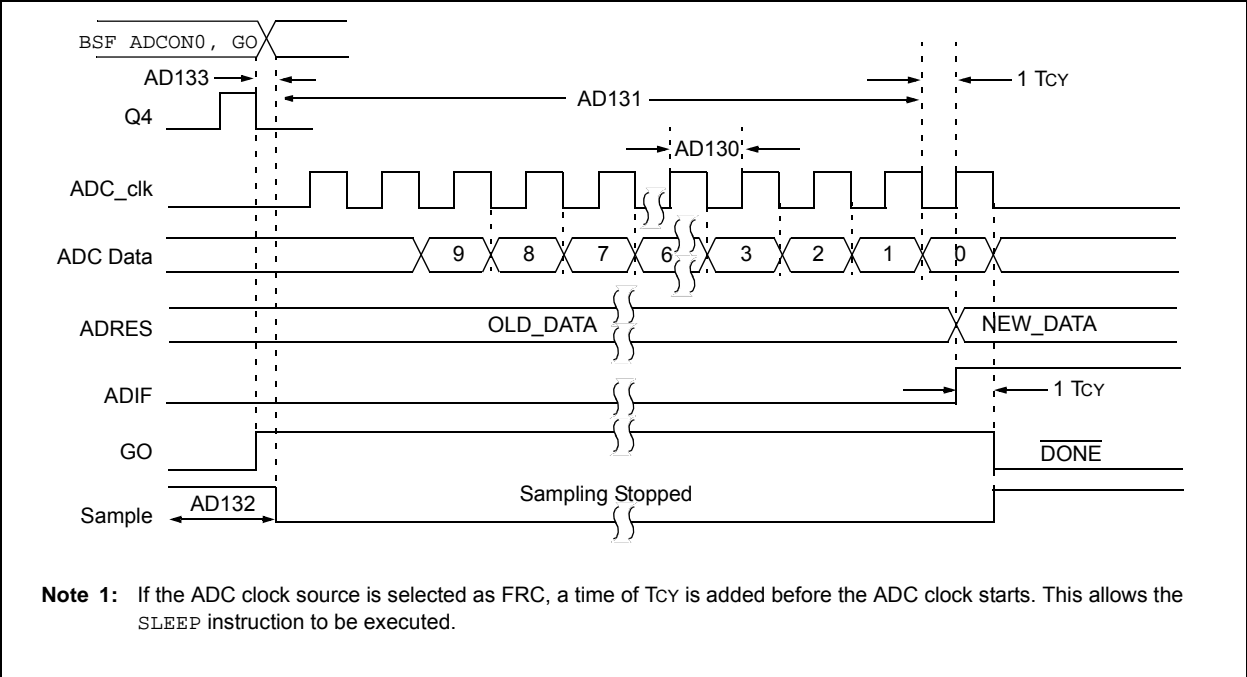 BSF ADCON0, GO
AD133
1 TCY
AD131
Q4
AD130
ADC_clk
ADC Data
9
8
7
6
3
2
1
0
ADRES
OLD_DATA
NEW_DATA
ADIF
1 TCY
GO
DONE
AD132
Sampling Stopped
Sample
Note 1: If the ADC clock source is selected as FRC, a time of TCY is added before the ADC clock starts. This allows the
SLEEP instruction to be executed.